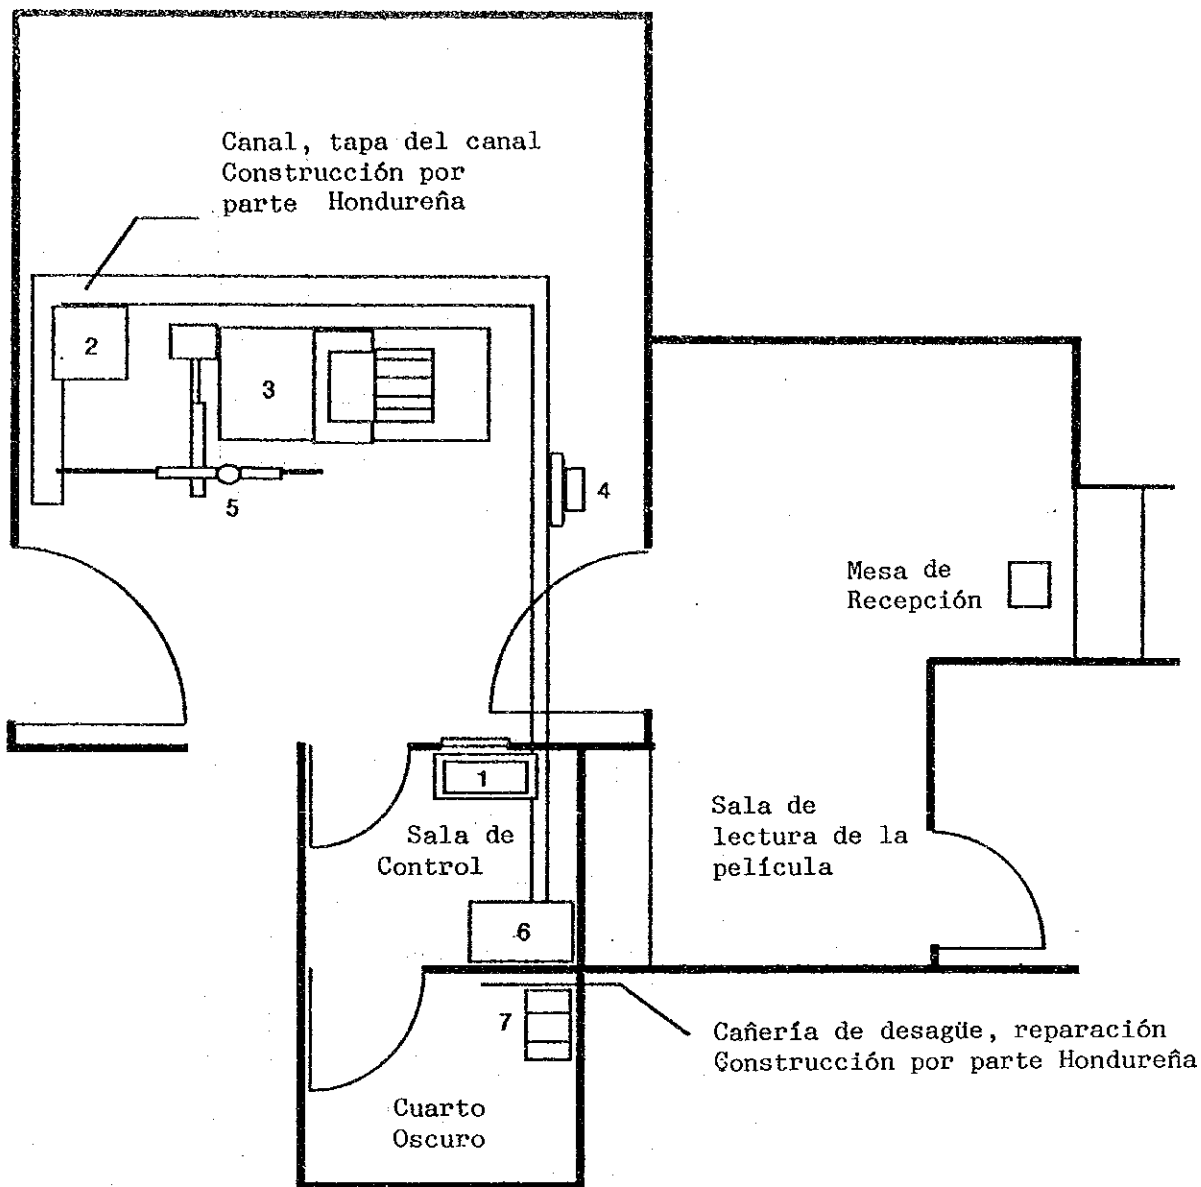 Canal, tapa del canal
Construcción por
parte Hondureña
2
3
5
4
Mesa de
Recepción
1
Sala de
Control
Sala de
lectura de la
película
6
7
Cañería de desagüe, reparación
Construcción por parte Hondureña
Cuarto
Oscuro